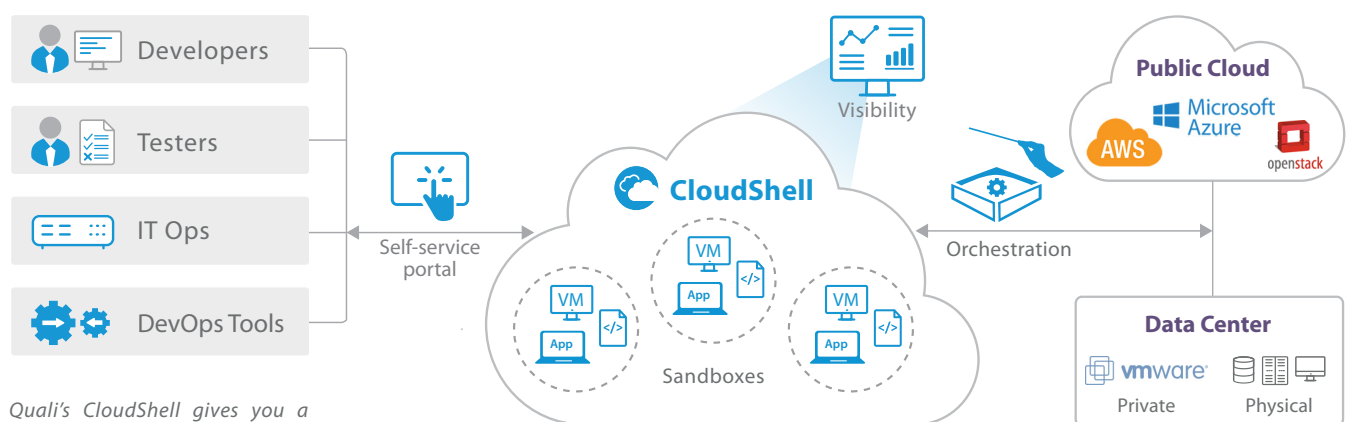 Developers
Testers
IT Ops
DevOps Tools
Quali's CloudShell gives you a
Self-service
portal
Visibility
CloudShell
VM
</>
App
VM
</>
App
VM
</>
App
Sandboxes
Orchestration
Public Cloud
Microsoft
Azure
AWS
openstack
Data Center
vmware
Private
Physical